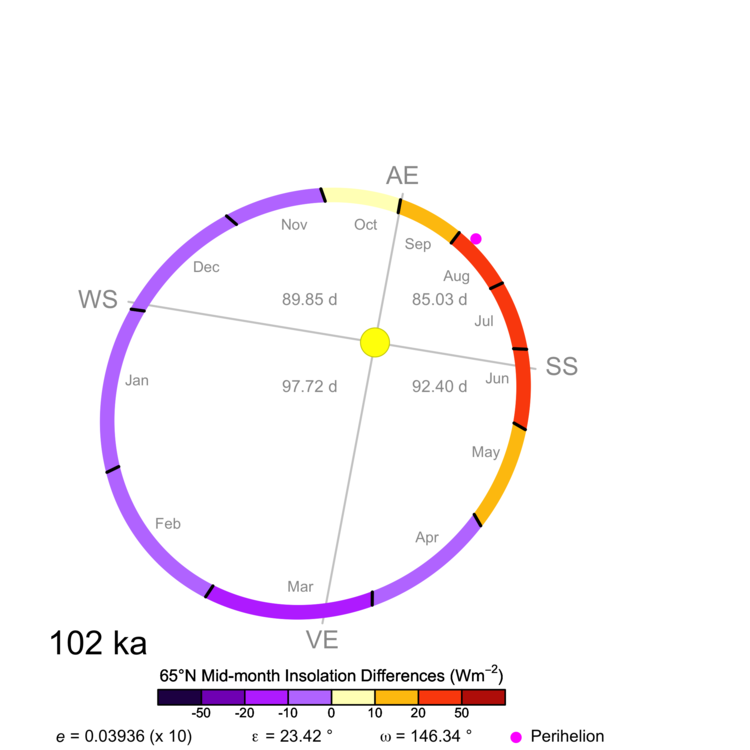 AE
Nov
Oct
Sep
Dec
Aug
WS
89.85 d
85.03 d
Jul
SS
Jan
97.72 d
92.40 d
Jun
May
Feb
Apr
Mar
VE
102 ka
65°N Mid-month Insolation Differences (Wm⁻²)
-50 -20 -10 0 10 20 50
e = 0.03936 (x 10) ε = 23.42 ° ω = 146.34 ° Perihelion